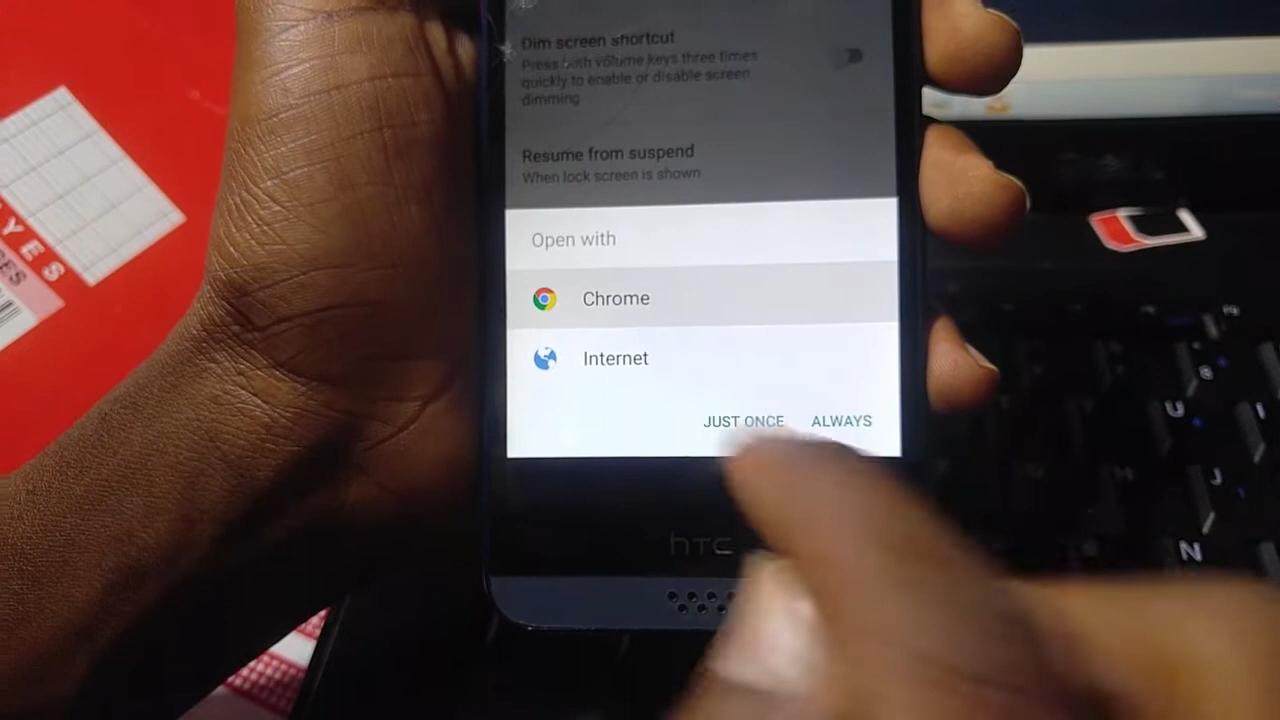 Dim screen shortcut
Press both volume keys three times
quickly to enable or disable screen
dimming
Resume from suspend
When lock screen is shown
Open with
Chrome
Internet
JUST ONCE ALWAYS
htc
YES
U
I
J
N